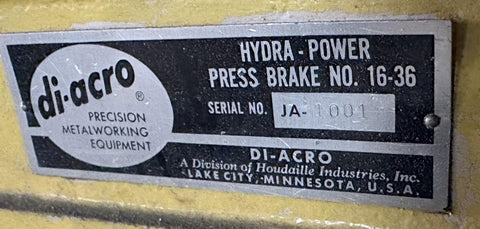 di-acro®
PRECISION
METALWORKING
EQUIPMENT
HYDRA-POWER
PRESS BRAKE NO. 16-36
SERIAL NO. JA-1001
DI-ACRO
A Division of Houdaille Industries, Inc.
LAKE CITY, MINNESOTA, U.S.A.